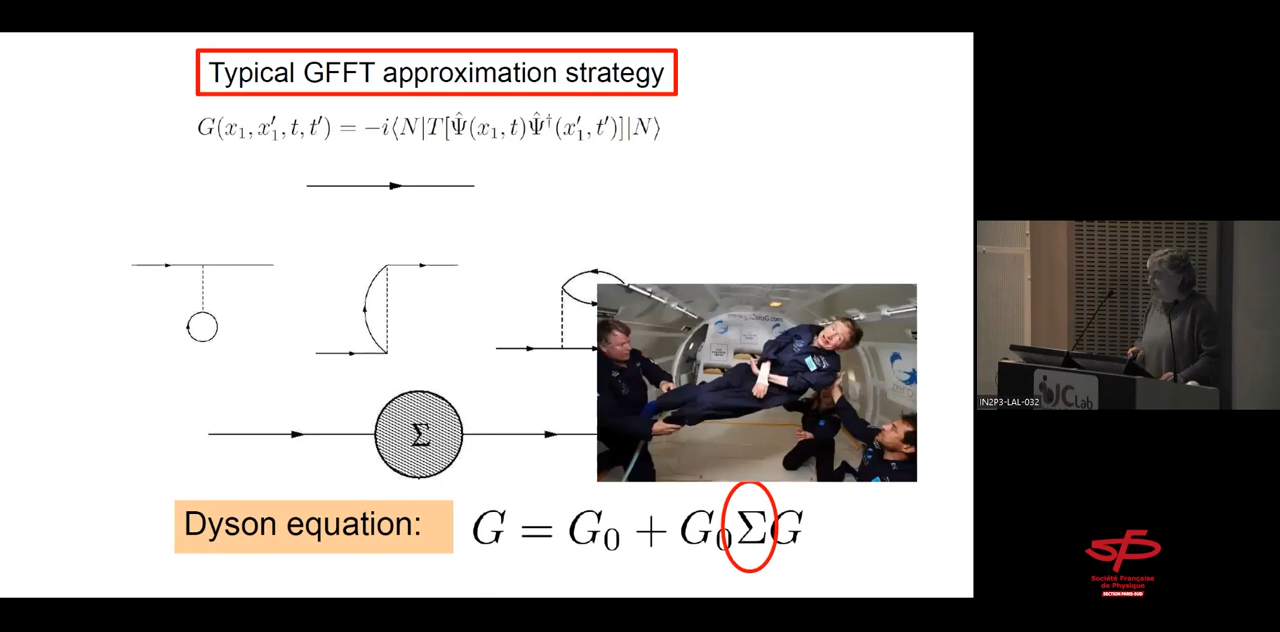 Typical GFFT approximation strategy
G(x₁, x′₁, t, t′) = −i⟨N|T[Ψ̂(x₁, t)Ψ̂†(x′₁, t′)]|N⟩
Σ
Dyson equation:
G = G₀ + G₀ΣG
IJCLab
IN2P3-LAL-032
sfp
Société Française
de Physique
SECTION PARIS-SUD